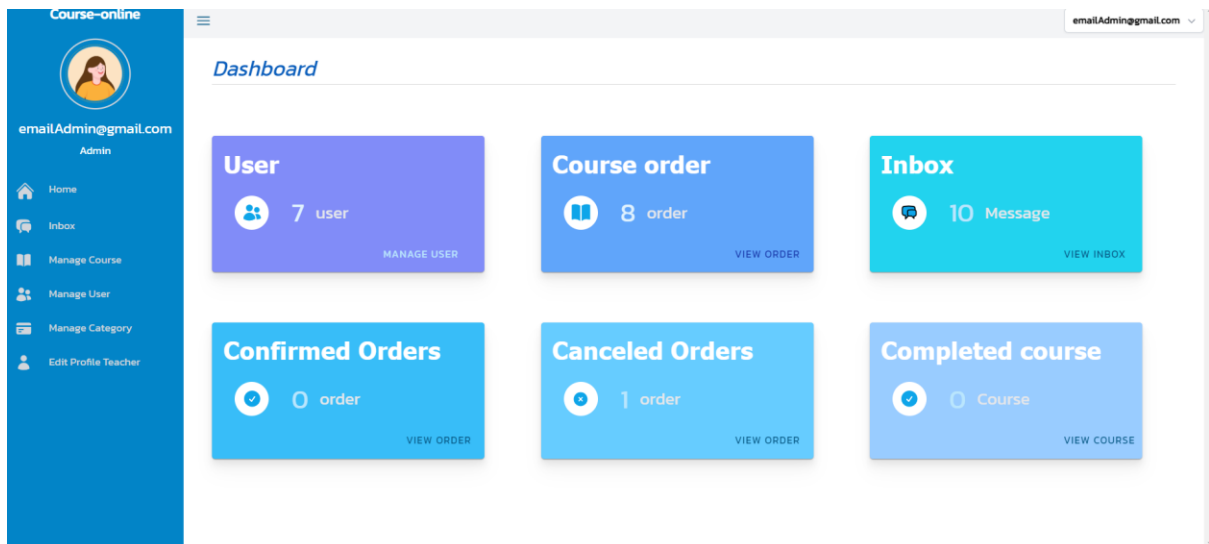 Course-online
emailAdmin@gmail.com
Dashboard
emailAdmin@gmail.com
Admin
Home
Inbox
Manage Course
Manage User
Manage Category
Edit Profile Teacher
User
7 user
MANAGE USER
Course order
8 order
VIEW ORDER
Inbox
10 Message
VIEW INBOX
Confirmed Orders
0 order
VIEW ORDER
Canceled Orders
1 order
VIEW ORDER
Completed course
0 Course
VIEW COURSE